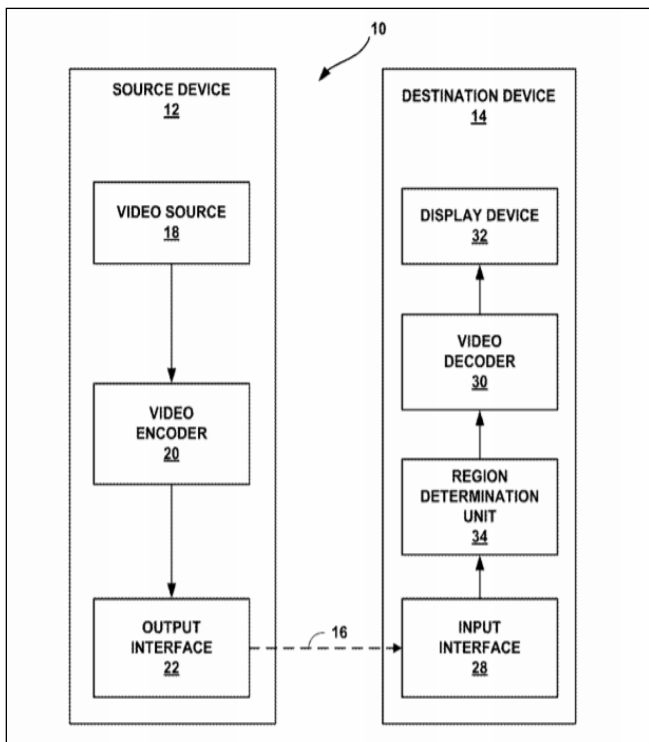 10
SOURCE DEVICE
12
VIDEO SOURCE
18
VIDEO
ENCODER
20
OUTPUT
INTERFACE
22
16
DESTINATION DEVICE
14
DISPLAY DEVICE
32
VIDEO
DECODER
30
REGION
DETERMINATION
UNIT
34
INPUT
INTERFACE
28